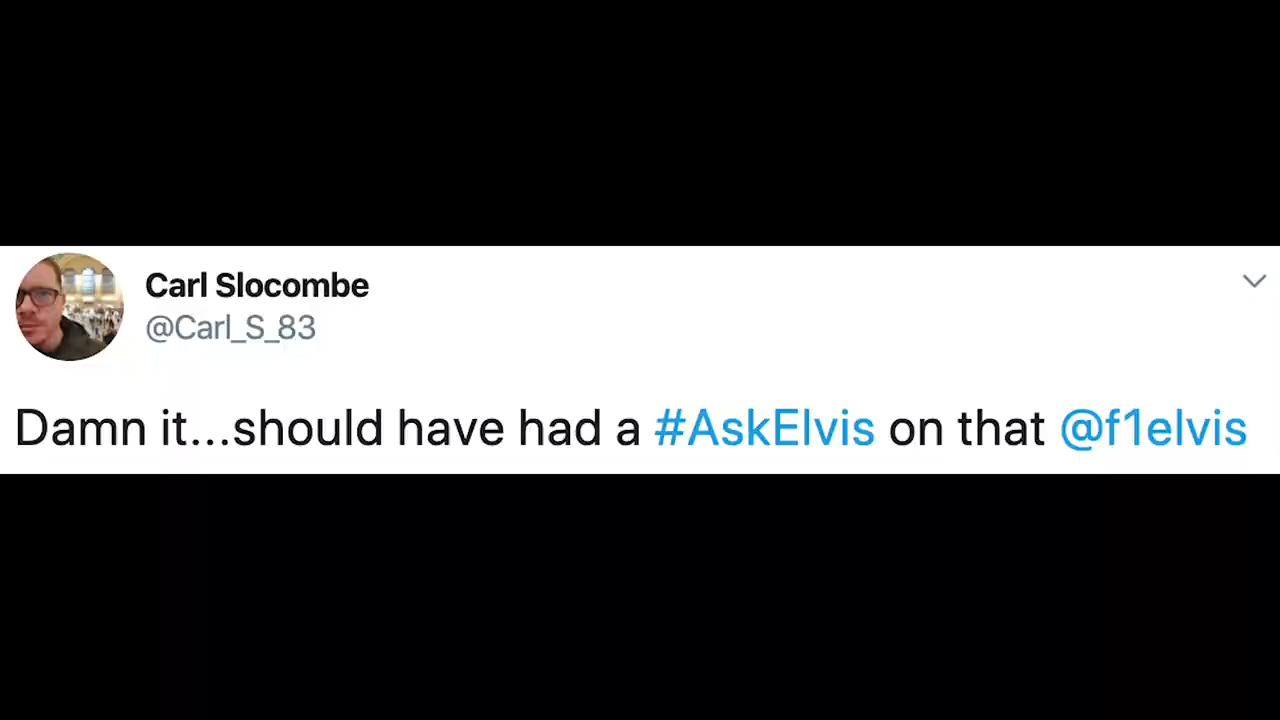 Carl Slocombe
@Carl_S_83
Damn it...should have had a #AskElvis on that @f1elvis